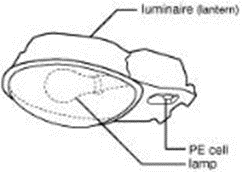 luminaire (lantern)
PE cell
lamp